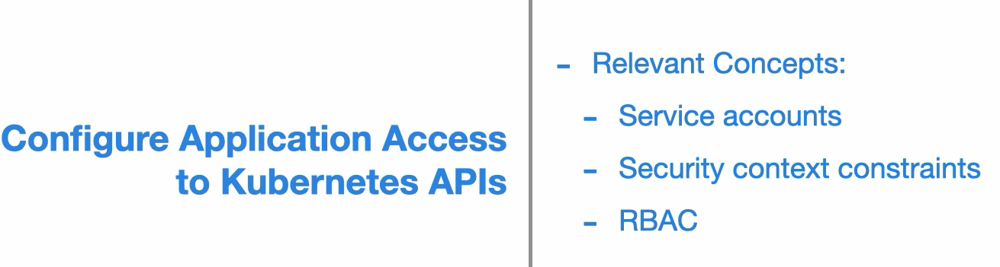 Configure Application Access
to Kubernetes APIs
- Relevant Concepts:
- Service accounts
- Security context constraints
- RBAC